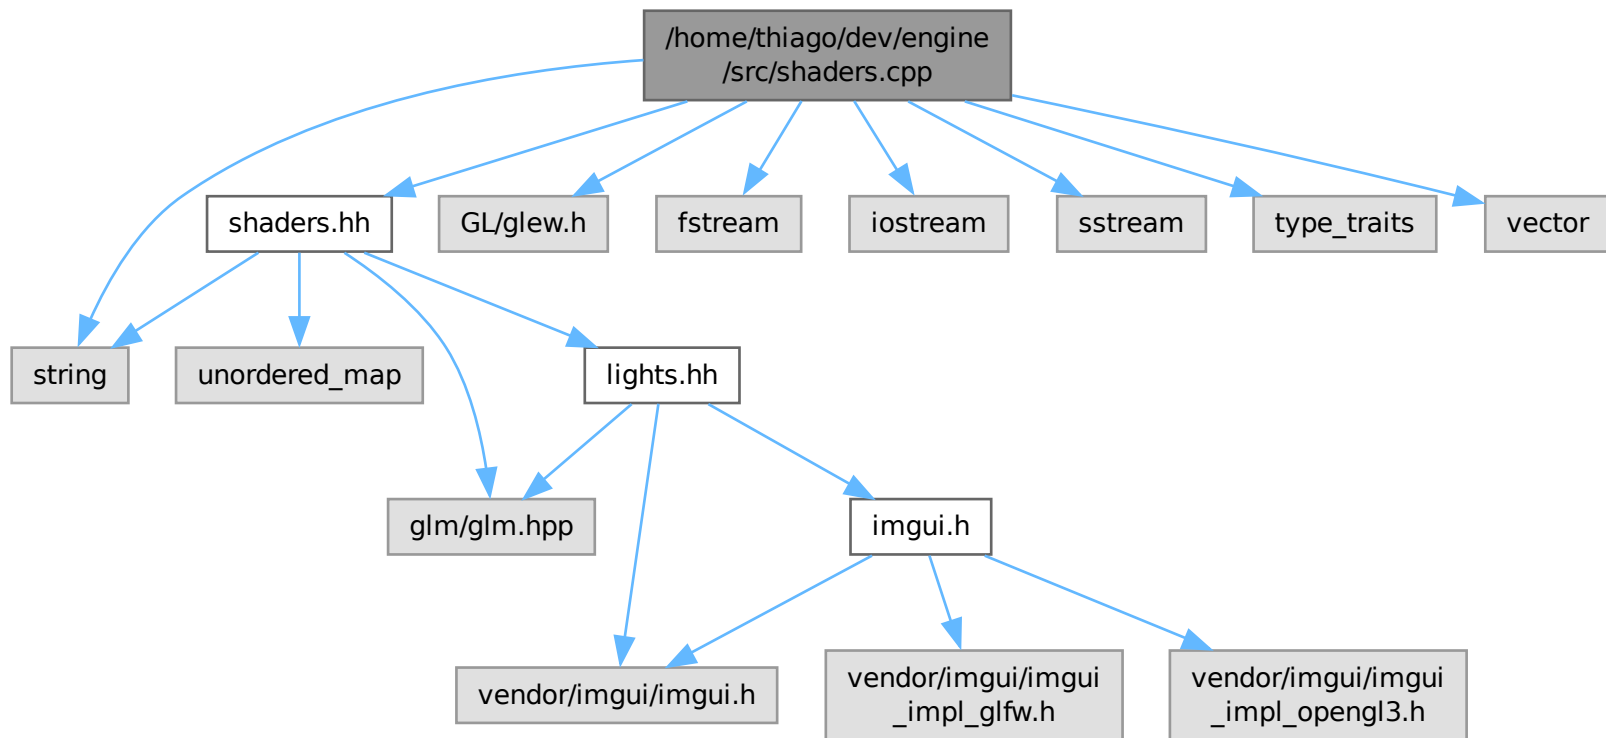 /home/thiago/dev/engine
/src/shaders.cpp
shaders.hh
GL/glew.h
fstream
iostream
sstream
type_traits
vector
string
unordered_map
lights.hh
glm/glm.hpp
imgui.h
vendor/imgui/imgui.h
vendor/imgui/imgui
_impl_glfw.h
vendor/imgui/imgui
_impl_opengl3.h